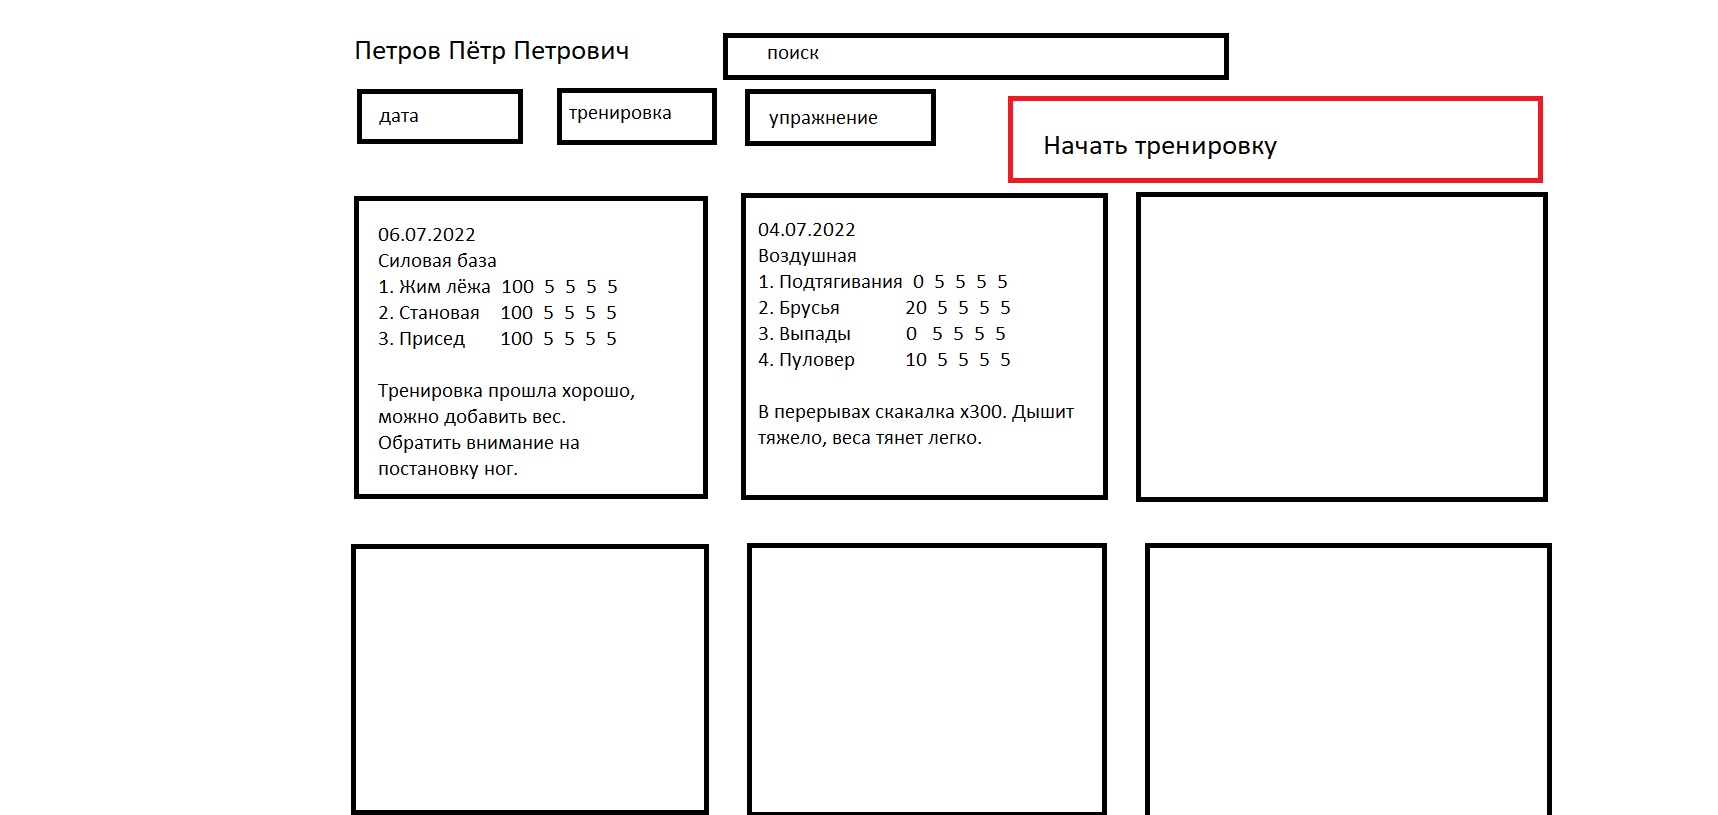 Петров Пётр Петрович
поиск
дата
тренировка
упражнение
Начать тренировку
06.07.2022
Силовая база
1. Жим лёжа 100 5 5 5 5
2. Становая 100 5 5 5 5
3. Присед 100 5 5 5 5
Тренировка прошла хорошо,
можно добавить вес.
Обратить внимание на
постановку ног.
04.07.2022
Воздушная
1. Подтягивания 0 5 5 5 5
2. Брусья 20 5 5 5 5
3. Выпады 0 5 5 5 5
4. Пуловер 10 5 5 5 5
В перерывах скакалка х300. Дышит
тяжело, веса тянет легко.